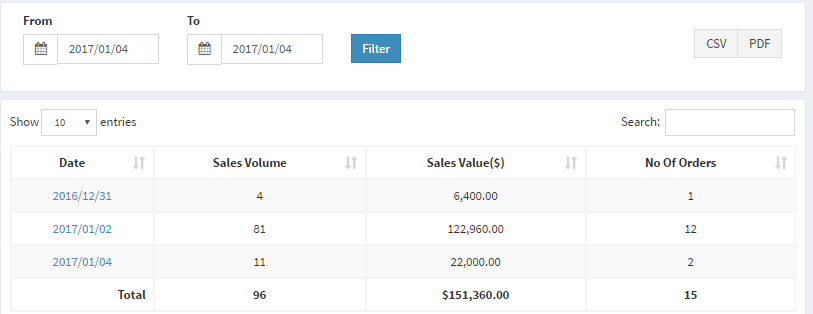 From To
2017/01/04 2017/01/04 Filter CSV PDF
Show 10 entries Search:
Date Sales Volume Sales Value($) No Of Orders
2016/12/31 4 6,400.00 1
2017/01/02 81 122,960.00 12
2017/01/04 11 22,000.00 2
Total 96 $151,360.00 15